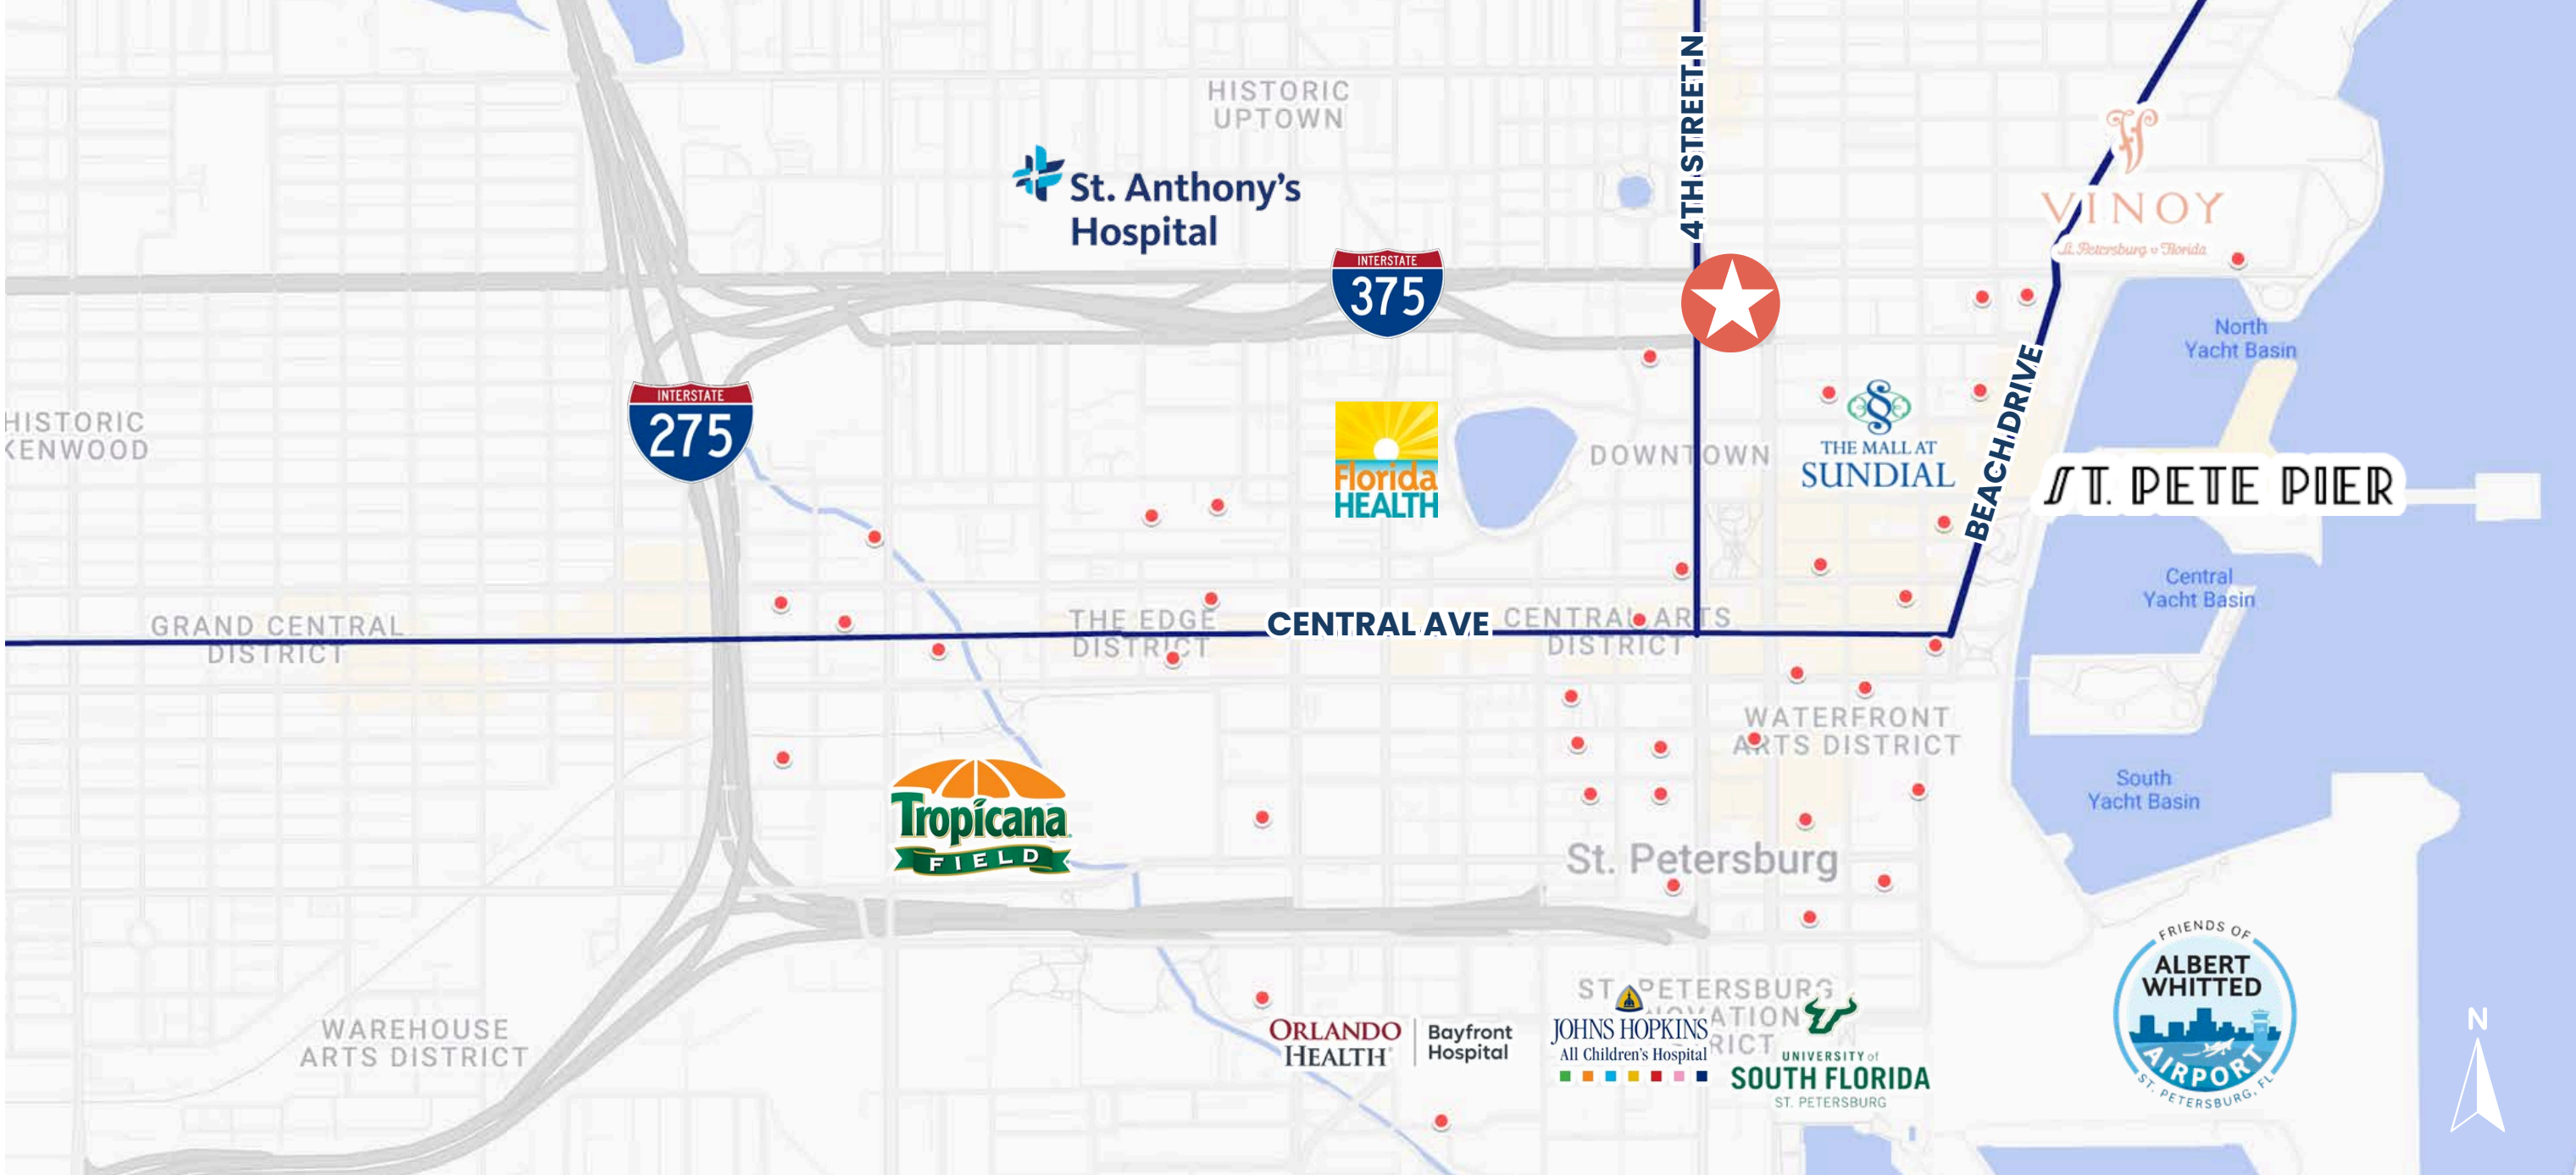 HISTORIC
UPTOWN
4TH STREET N
St. Anthony's
Hospital
VINOY
St. Petersburg Florida
INTERSTATE
375
North
Yacht Basin
INTERSTATE
275
HISTORIC
KENWOOD
Florida
HEALTH
DOWNTOWN
THE MALL AT
SUNDIAL
BEACH DRIVE
ST. PETE PIER
Central
Yacht Basin
GRAND CENTRAL
DISTRICT
THE EDGE
DISTRICT
CENTRAL AVE
CENTRAL ARTS
DISTRICT
WATERFRONT
ARTS DISTRICT
South
Yacht Basin
Tropicana
FIELD
St. Petersburg
FRIENDS OF
ALBERT
WHITTED
AIRPORT
ST. PETERSBURG, FL
WAREHOUSE
ARTS DISTRICT
ORLANDO
HEALTH
Bayfront
Hospital
ST PETERSBURG
JOHNS HOPKINS
All Children's Hospital
UNIVERSITY of
SOUTH FLORIDA
ST. PETERSBURG
N